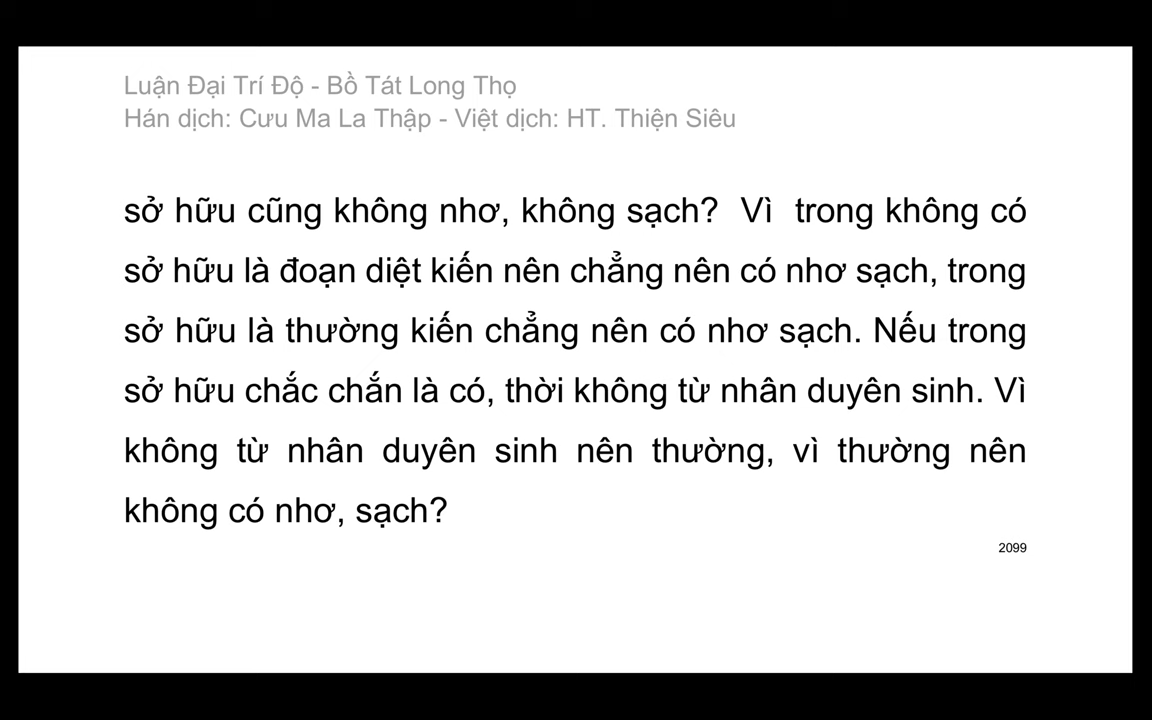 Luận Đại Trí Độ - Bồ Tát Long Thọ
Hán dịch: Cưu Ma La Thập - Việt dịch: HT. Thiện Siêu
sở hữu cũng không nhơ, không sạch? Vì trong không có
sở hữu là đoạn diệt kiến nên chẳng nên có nhơ sạch, trong
sở hữu là thường kiến chẳng nên có nhơ sạch. Nếu trong
sở hữu chắc chắn là có, thời không từ nhân duyên sinh. Vì
không từ nhân duyên sinh nên thường, vì thường nên
không có nhơ, sạch?
2099